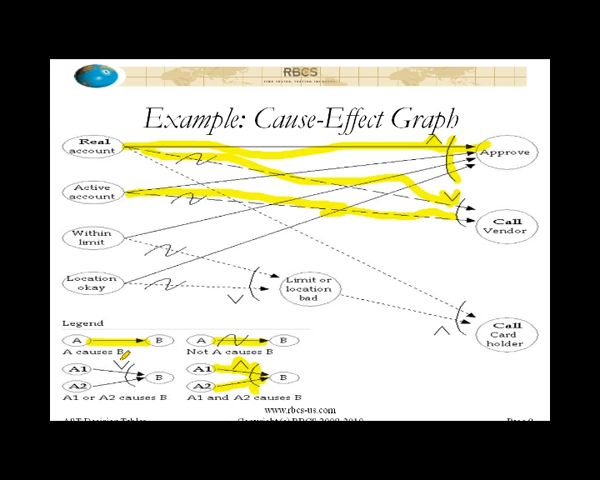 RBCS
Example: Cause-Effect Graph
Real
account
Approve
Active
account
Call
Vendor
Within
limit
Location
okay
Limit or
location
bad
Call
Card
holder
Legend
A
B
A causes B
A
B
Not A causes B
A1
A2
B
A1 or A2 causes B
A1
A2
B
A1 and A2 causes B
www.rbcs-us.com